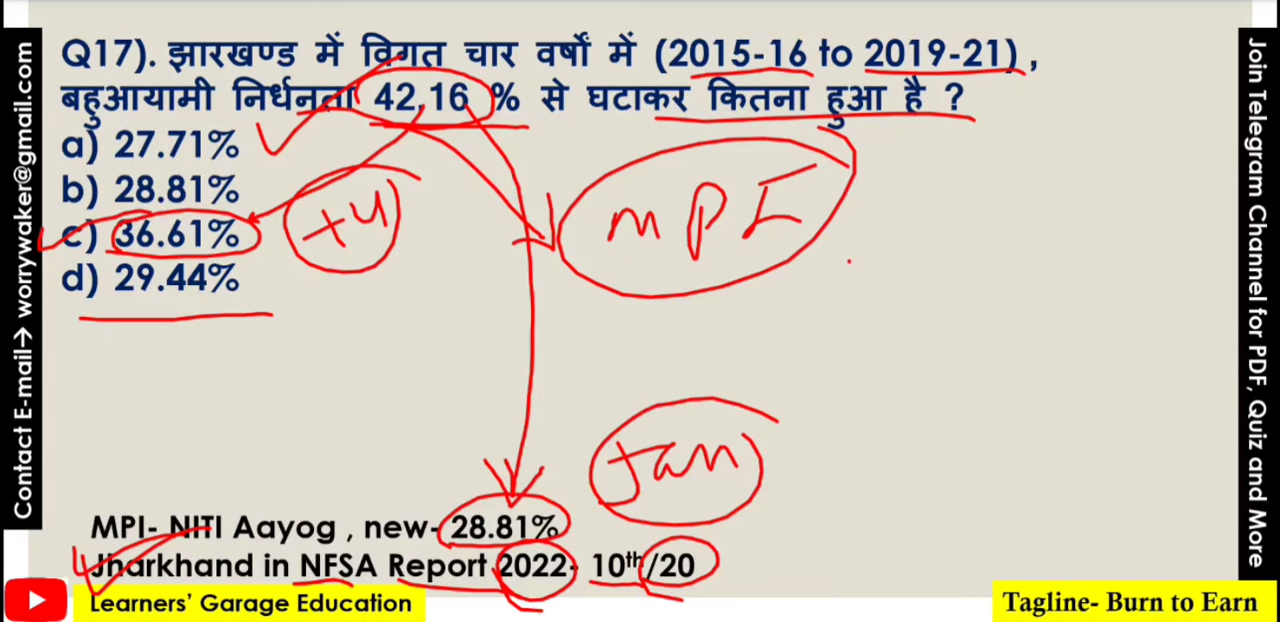 Q17). झारखण्ड में विगत चार वर्षों में (2015-16 to 2019-21) ,
बहुआयामी निर्धनता 42,16 % से घटाकर कितना हुआ है ?
a) 27.71%
b) 28.81%
c) 36.61%
d) 29.44%
+4
MPI
Jan
MPI- NITI Aayog , new- 28.81%
Jharkhand in NFSA Report 2022- 10th/20
Learners' Garage Education
Tagline- Burn to Earn
Contact E-mail→ worrywaker@gmail.com
Join Telegram Channel for PDF, Quiz and More